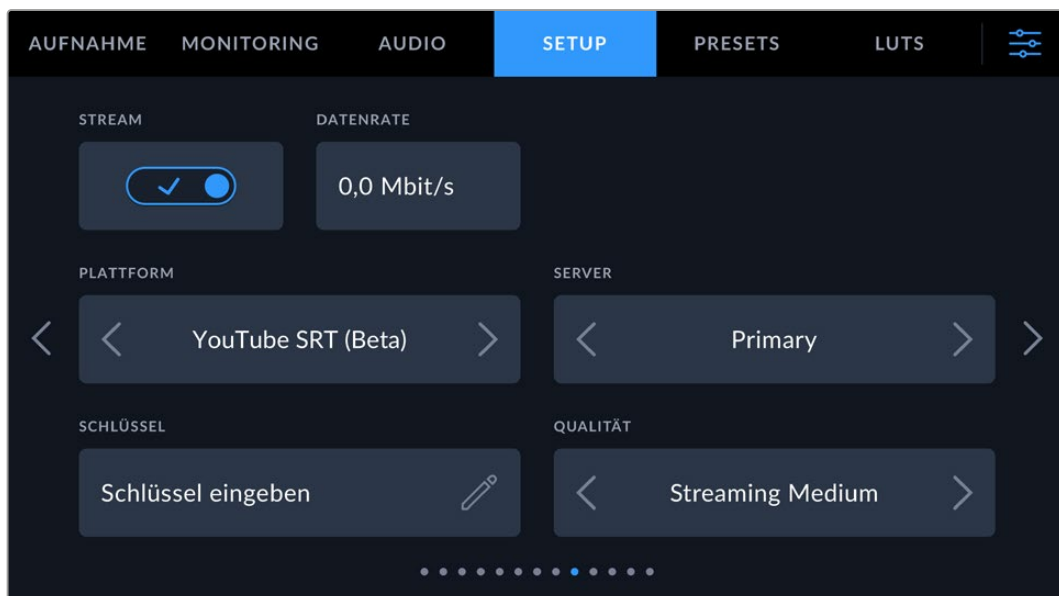 AUFNAHME MONITORING AUDIO SETUP PRESETS LUTS
STREAM DATENRATE
0,0 Mbit/s
PLATTFORM SERVER
YouTube SRT (Beta) Primary
SCHLÜSSEL QUALITÄT
Schlüssel eingeben Streaming Medium